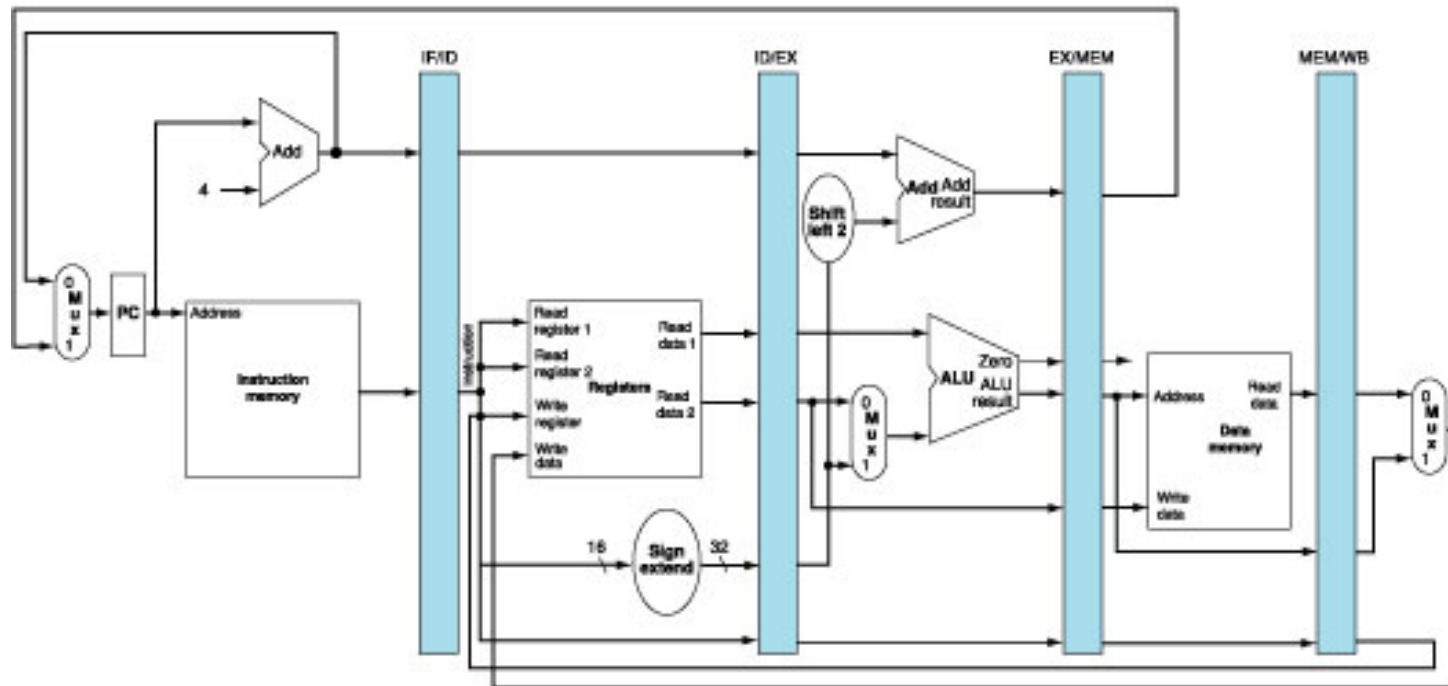 IF/ID
ID/EX
EX/MEM
MEM/WB
Add
4
Shift
left 2
Add
Add
result
0
M
u
x
1
PC
Address
Instruction
memory
Instruction
Read
register 1
Read
register 2
Write
register
Write
data
Registers
Read
data 1
Read
data 2
16
Sign
extend
32
0
M
u
x
1
ALU
Zero
ALU
result
Address
Write
data
Data
memory
Read
data
0
M
u
x
1